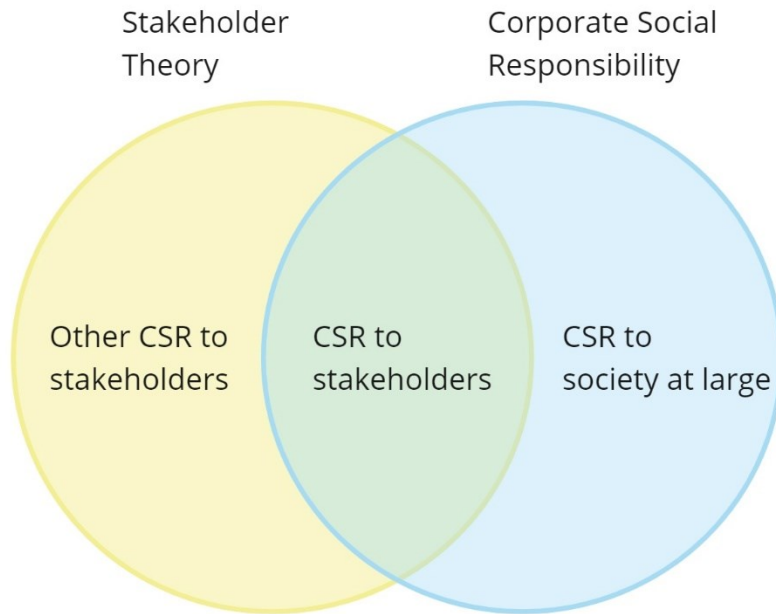 Stakeholder
Theory
Corporate Social
Responsibility
Other CSR to
stakeholders
CSR to
stakeholders
CSR to
society at large